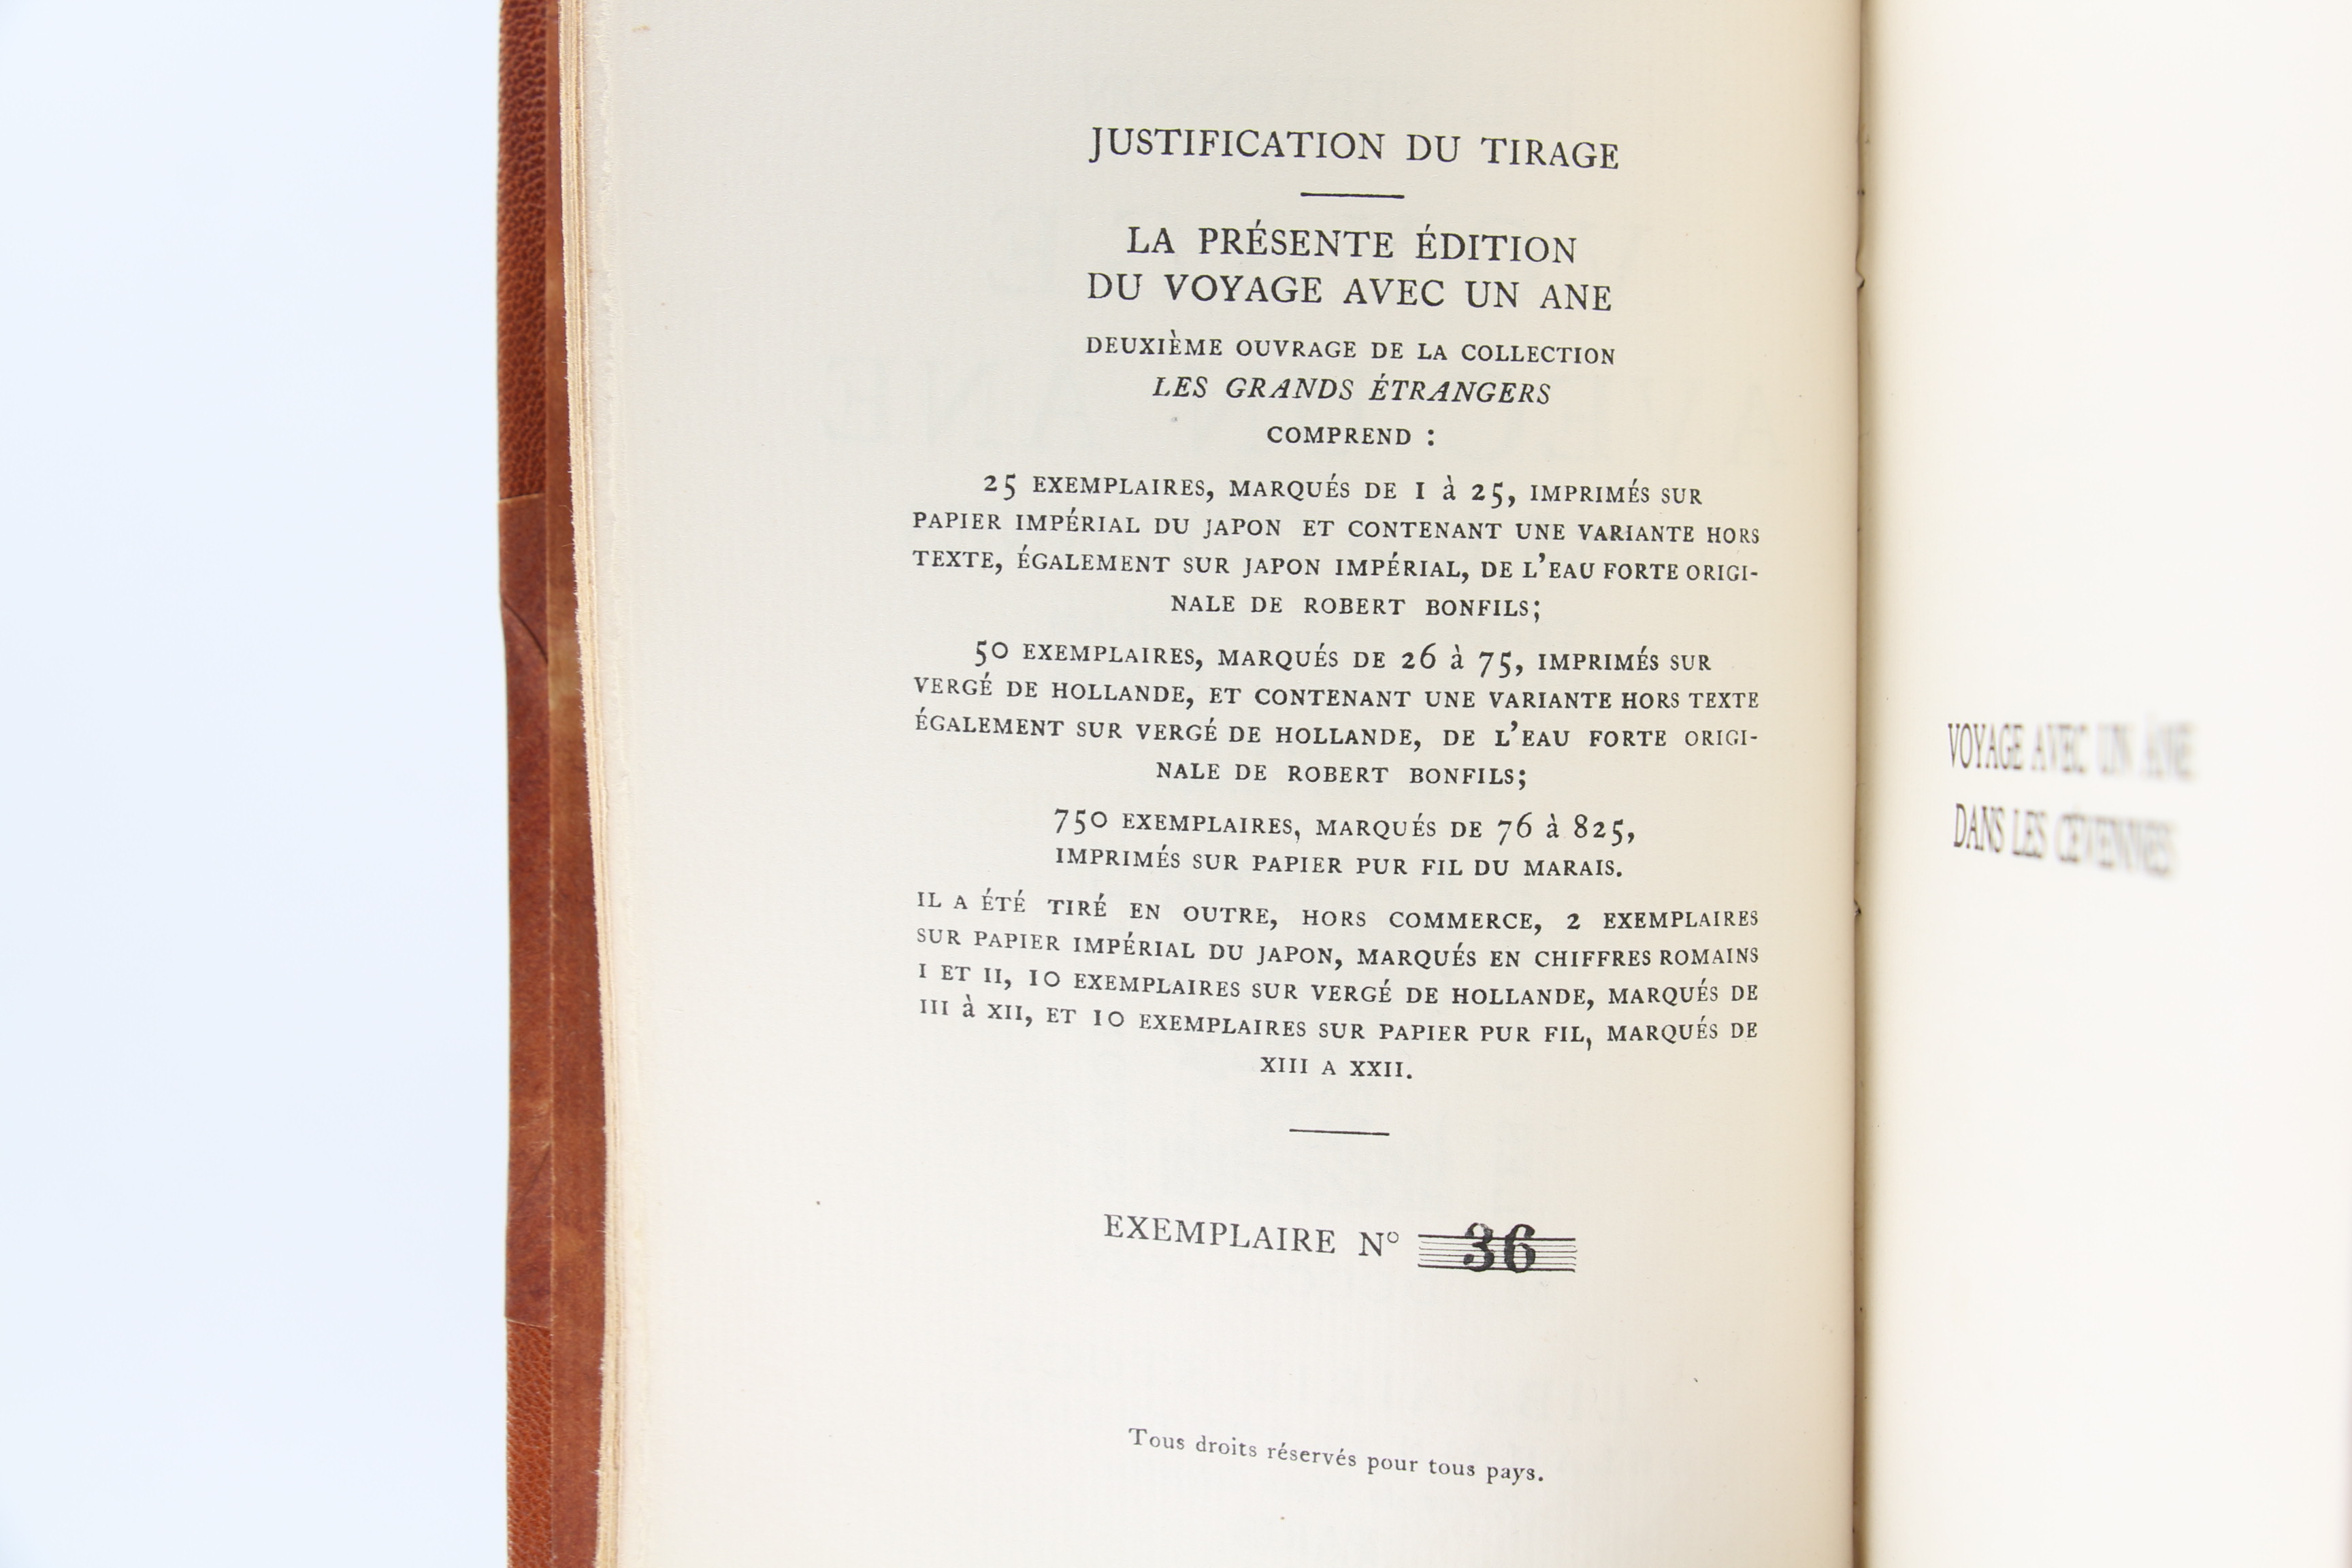 JUSTIFICATION DU TIRAGE
LA PRÉSENTE ÉDITION
DU VOYAGE AVEC UN ANE
DEUXIÈME OUVRAGE DE LA COLLECTION
LES GRANDS ÉTRANGERS
COMPREND :
25 EXEMPLAIRES, MARQUÉS DE 1 à 25, IMPRIMÉS SUR
PAPIER IMPÉRIAL DU JAPON ET CONTENANT UNE VARIANTE HORS
TEXTE, ÉGALEMENT SUR JAPON IMPÉRIAL, DE L'EAU FORTE ORIGI-
NALE DE ROBERT BONFILS;
50 EXEMPLAIRES, MARQUÉS DE 26 à 75, IMPRIMÉS SUR
VERGÉ DE HOLLANDE, ET CONTENANT UNE VARIANTE HORS TEXTE
ÉGALEMENT SUR VERGÉ DE HOLLANDE, DE L'EAU FORTE ORIGI-
NALE DE ROBERT BONFILS;
750 EXEMPLAIRES, MARQUÉS DE 76 à 825,
IMPRIMÉS SUR PAPIER PUR FIL DU MARAIS.
IL A ÉTÉ TIRÉ EN OUTRE, HORS COMMERCE, 2 EXEMPLAIRES
SUR PAPIER IMPÉRIAL DU JAPON, MARQUÉS EN CHIFFRES ROMAINS
I ET II, 10 EXEMPLAIRES SUR VERGÉ DE HOLLANDE, MARQUÉS DE
III à XII, ET 10 EXEMPLAIRES SUR PAPIER PUR FIL, MARQUÉS DE
XIII A XXII.
EXEMPLAIRE N° 36
Tous droits réservés pour tous pays.
VOYAGE AVEC UN ÂNE
DANS LES CÉVENNES